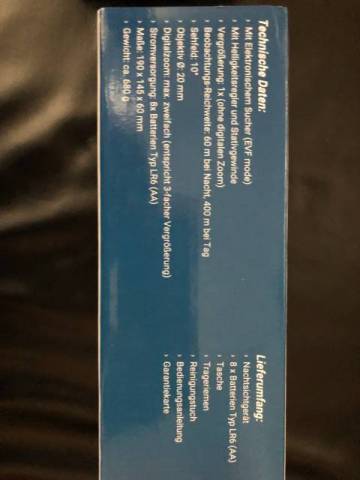 Technische Daten:
› Mit Elektronischem Sucher (EVF mode)
› Mit Helligkeitsregler und Stativgewinde
› Vergrößerung: 1x (ohne digitalen Zoom)
› Beobachtungs-Reichweite: 60 m bei Nacht, 400 m bei Tag
› Sehfeld: 10°
› Objektiv Ø: 20 mm
› Digitalzoom: max. zweifach (entspricht 3-facher Vergrößerung)
› Stromversorgung: 8x Batterien Typ LR6 (AA)
› Maße: 190 x 145 x 60 mm
› Gewicht: ca. 680 g
Lieferumfang:
› Nachtsichtgerät
› 8 x Batterien Typ LR6 (AA)
› Tasche
› Trageriemen
› Reinigungstuch
› Bedienungsanleitung
› Garantiekarte